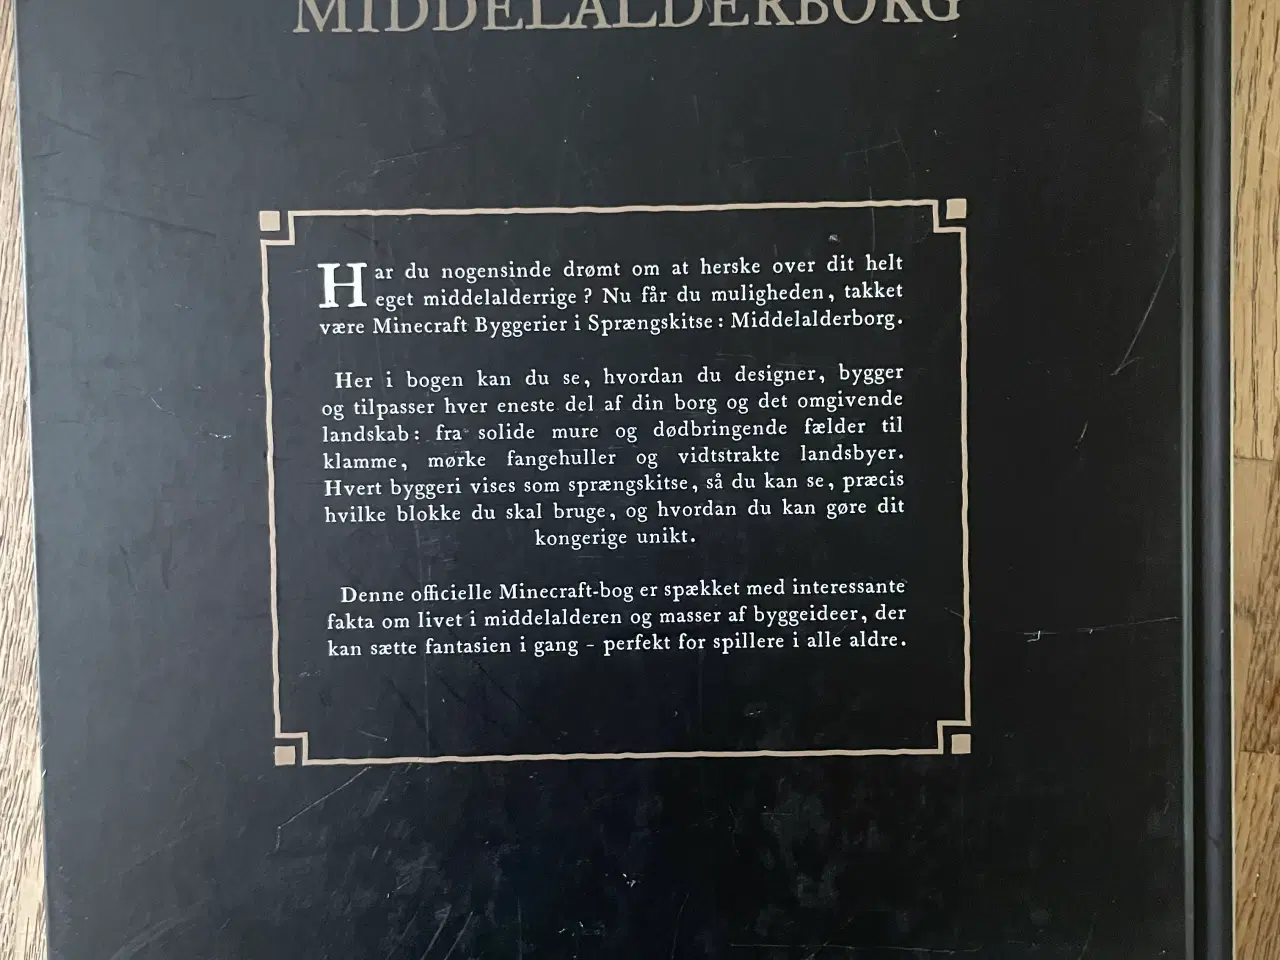 MIDDELALDERBORG
Har du nogensinde drømt om at herske over dit helt
eget middelalderrige? Nu får du muligheden, takket
være Minecraft Byggerier i Sprængskitse: Middelalderborg.
Her i bogen kan du se, hvordan du designer, bygger
og tilpasser hver eneste del af din borg og det omgivende
landskab: fra solide mure og dødbringende fælder til
klamme, mørke fangehuller og vidtstrakte landsbyer.
Hvert byggeri vises som sprængskitse, så du kan se, præcis
hvilke blokke du skal bruge, og hvordan du kan gøre dit
kongerige unikt.
Denne officielle Minecraft-bog er spækket med interessante
fakta om livet i middelalderen og masser af byggeideer, der
kan sætte fantasien i gang – perfekt for spillere i alle aldre.